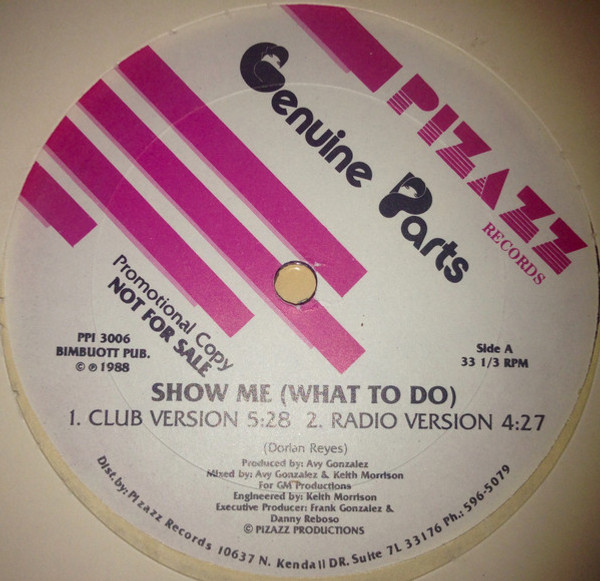 PIZAZZ
RECORDS
Genuine Parts
Promotional Copy
NOT FOR SALE
PPI 3006
BIMBUOTT PUB.
© ℗ 1988
Side A
33 1/3 RPM
SHOW ME (WHAT TO DO)
1. CLUB VERSION 5:28 2. RADIO VERSION 4:27
(Dorian Reyes)
Produced by: Avy Gonzalez
Mixed by: Avy Gonzalez & Keith Morrison
For GM Productions
Engineered by: Keith Morrison
Executive Producer: Frank Gonzalez &
Danny Reboso
© PIZAZZ PRODUCTIONS
Dist. by: Pizazz Records 10637 N. Kendall DR. Suite 7L 33176 Ph.: 596-5079